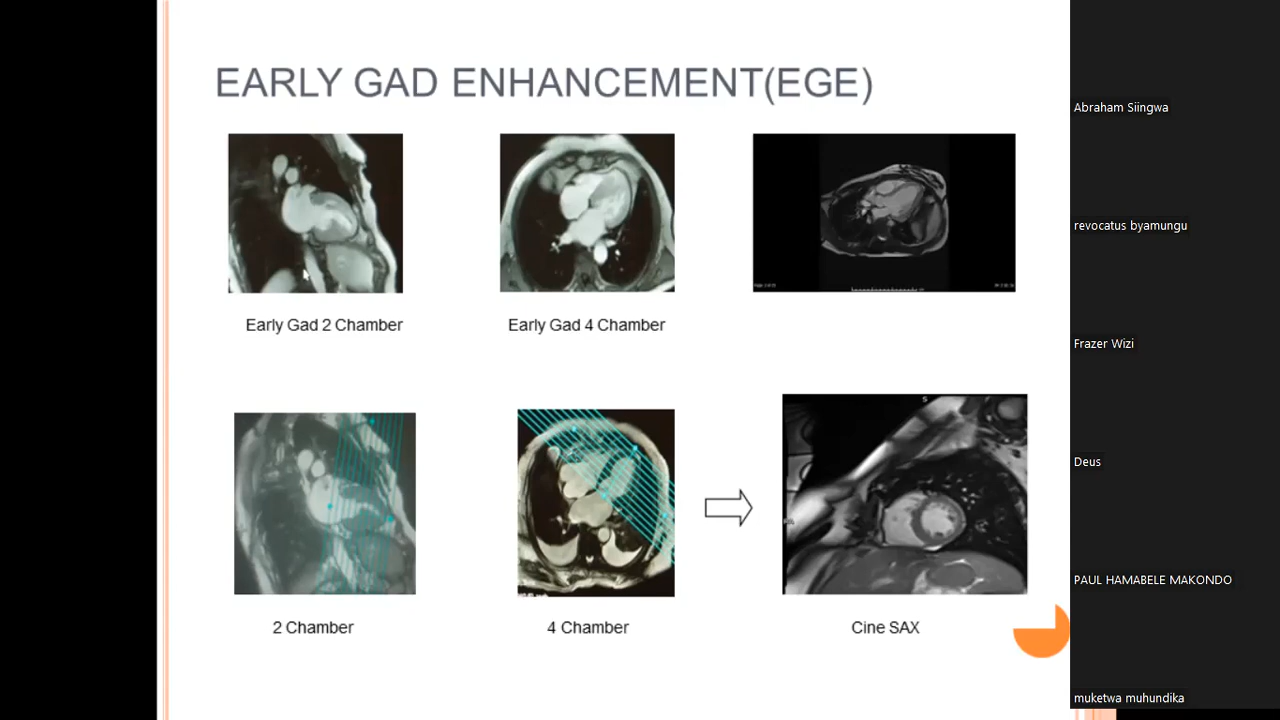 EARLY GAD ENHANCEMENT(EGE)
Early Gad 2 Chamber
Early Gad 4 Chamber
2 Chamber
4 Chamber
Cine SAX
S
Abraham Siingwa
revocatus byamungu
Frazer Wizi
Deus
PAUL HAMABELE MAKONDO
muketwa muhundika